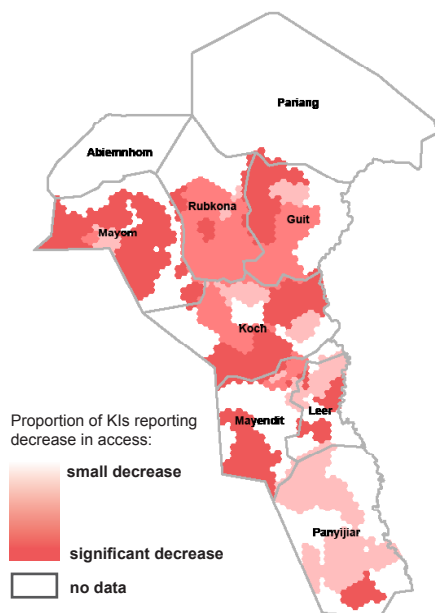 Pariang
Abiemnhom
Rubkona
Guit
Mayom
Koch
Leer
Mayendit
Panyijiar
Proportion of KIs reporting
decrease in access:
small decrease
significant decrease
no data